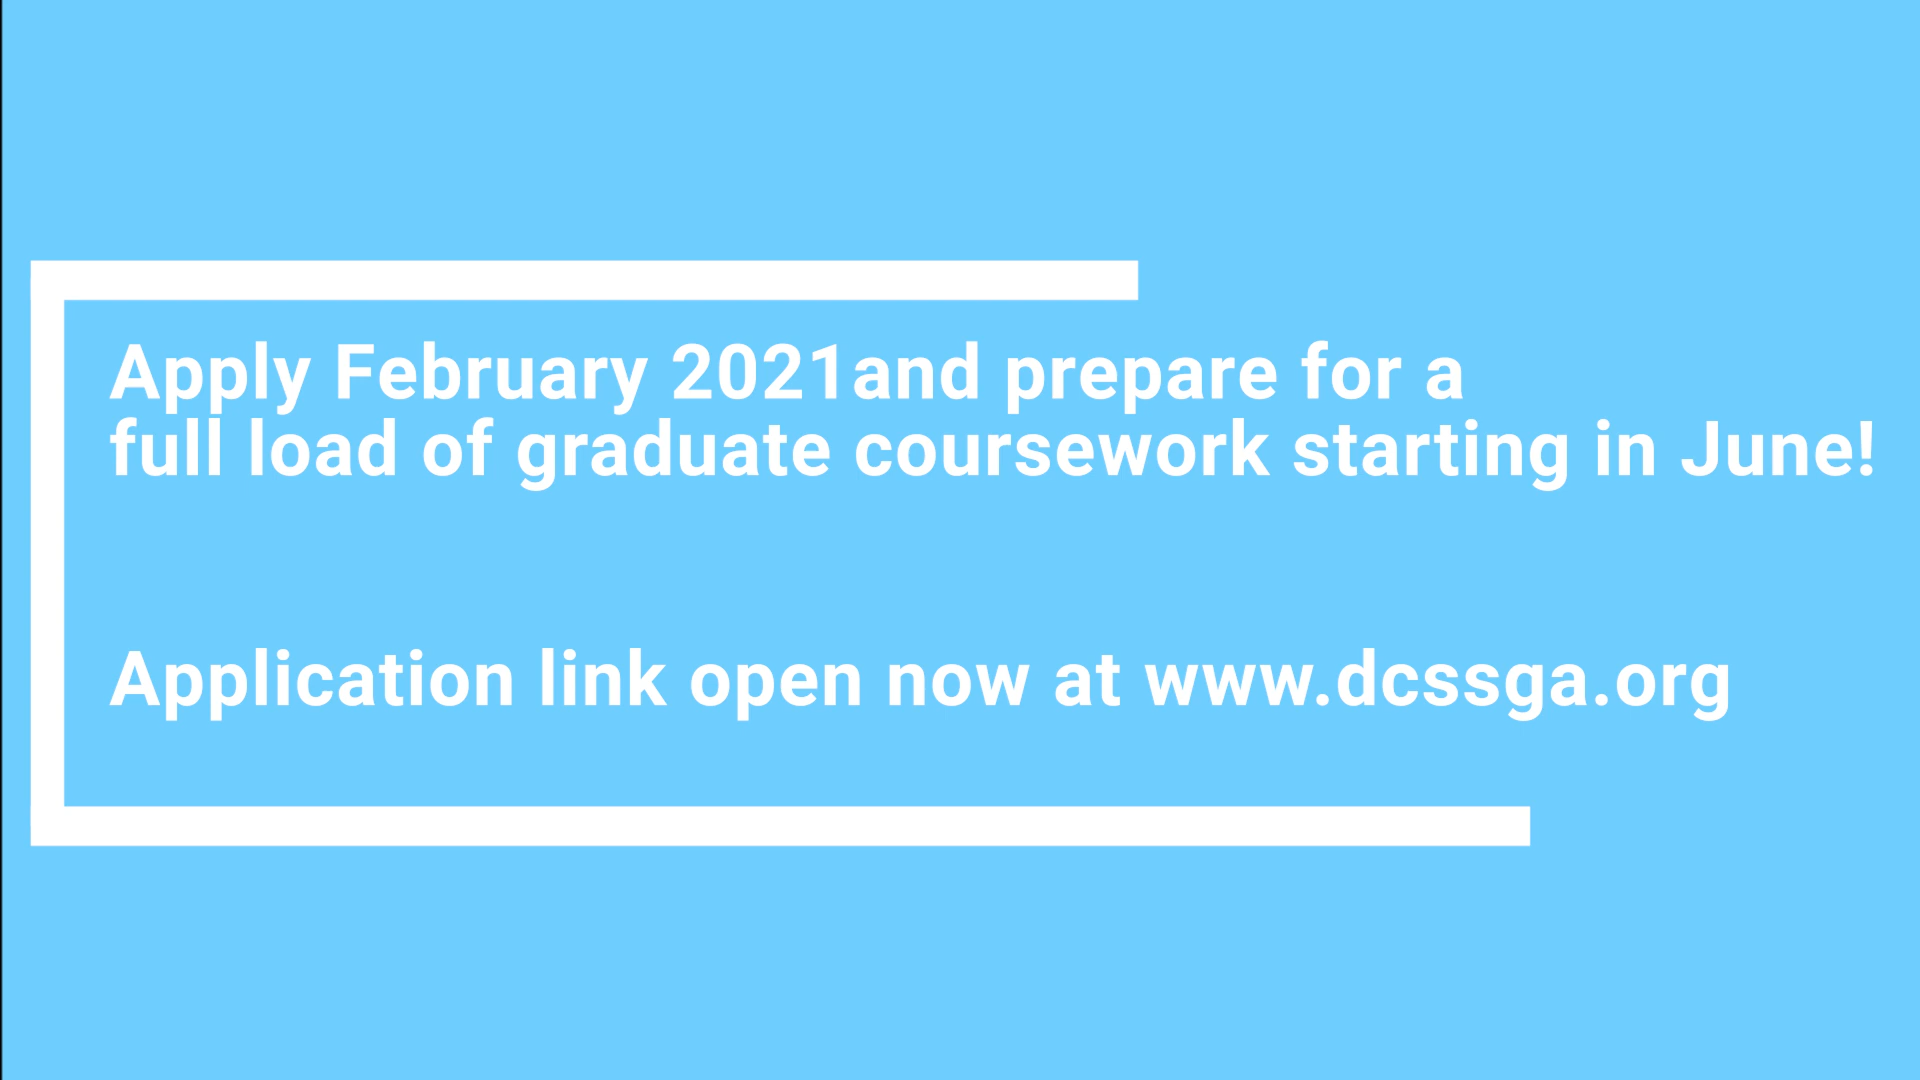 Apply February 2021and prepare for a
full load of graduate coursework starting in June!
Application link open now at www.dcssga.org